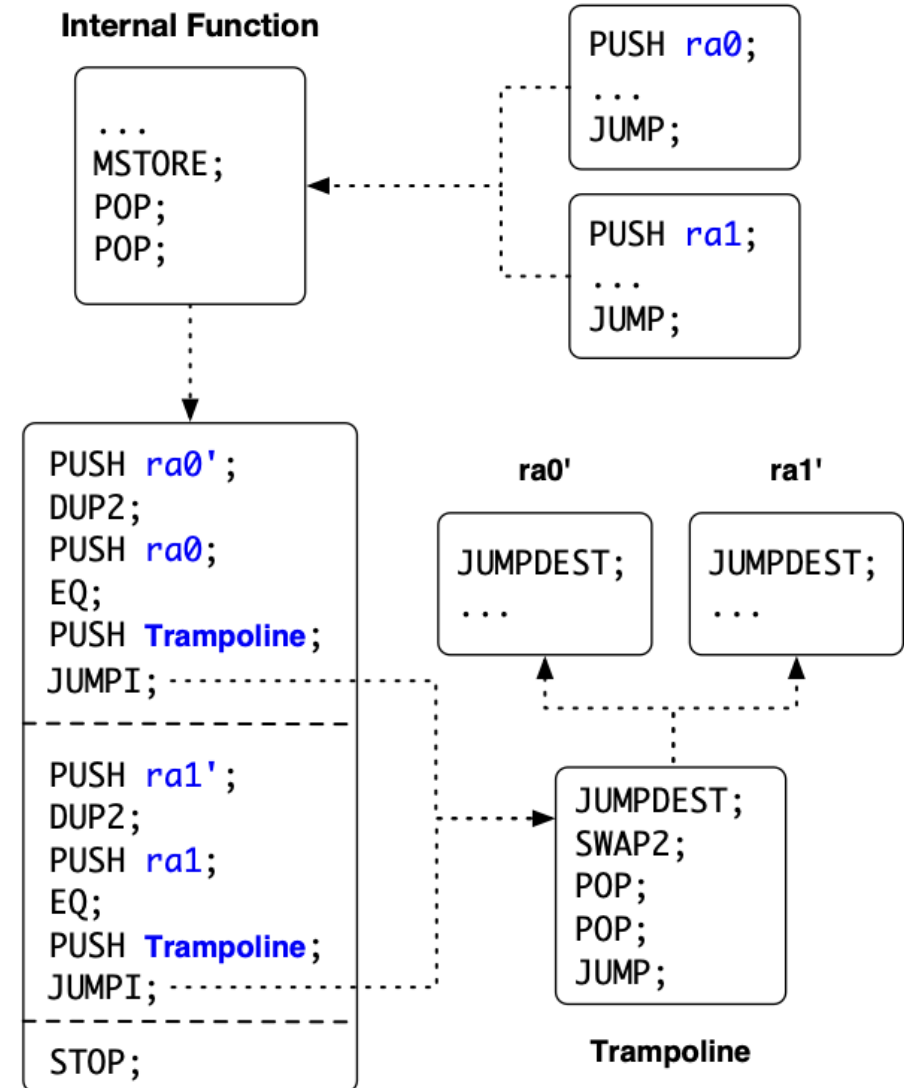 Internal Function
...
MSTORE;
POP;
POP;
PUSH ra0;
...
JUMP;
PUSH ra1;
...
JUMP;
PUSH ra0';
DUP2;
PUSH ra0;
EQ;
PUSH Trampoline;
JUMPI;
PUSH ra1';
DUP2;
PUSH ra1;
EQ;
PUSH Trampoline;
JUMPI;
STOP;
ra0'
JUMPDEST;
...
ra1'
JUMPDEST;
...
JUMPDEST;
SWAP2;
POP;
POP;
JUMP;
Trampoline